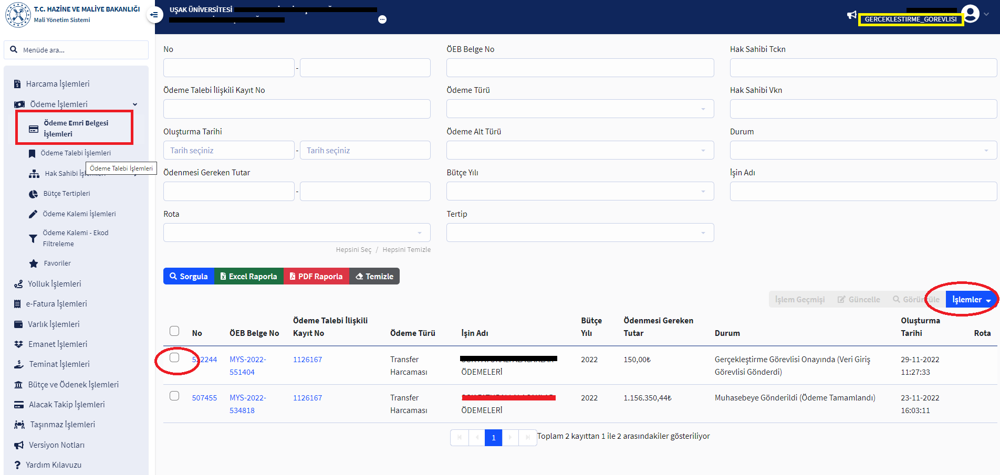 T.C. HAZİNE VE MALİYE BAKANLIĞI
Mali Yönetim Sistemi
UŞAK ÜNİVERSİTESİ
GERCEKLESTIRME_GOREVLISI
Menüde ara...
Harcama İşlemleri
Ödeme İşlemleri
Ödeme Emri Belgesi
İşlemleri
Ödeme Talebi İşlemleri
Ödeme Talebi İşlemleri
Hak Sahibi İşlemleri
Bütçe Tertipleri
Ödeme Kalemi İşlemleri
Ödeme Kalemi - Ekod
Filtreleme
Favoriler
Yolluk İşlemleri
e-Fatura İşlemleri
Varlık İşlemleri
Emanet İşlemleri
Teminat İşlemleri
Bütçe ve Ödenek İşlemleri
Alacak Takip İşlemleri
Taşınmaz İşlemleri
Versiyon Notları
Yardım Kılavuzu
No
-
ÖEB Belge No
Hak Sahibi Tckn
Ödeme Talebi İlişkili Kayıt No
Ödeme Türü
Hak Sahibi Vkn
Oluşturma Tarihi
Tarih seçiniz - Tarih seçiniz
Ödeme Alt Türü
Durum
Ödenmesi Gereken Tutar
-
Bütçe Yılı
İşin Adı
Rota
Tertip
Hepsini Seç / Hepsini Temizle
Sorgula Excel Raporla PDF Raporla Temizle
İşlem Geçmişi Güncelle Görüntüle İşlemler
No ÖEB Belge No Ödeme Talebi İlişkili Kayıt No Ödeme Türü İşin Adı Bütçe Yılı Ödenmesi Gereken Tutar Durum Oluşturma Tarihi Rota
522244 MYS-2022- 1126167 Transfer 2022 150,00₺ Gerçekleştirme Görevlisi Onayında (Veri Giriş 29-11-2022
551404 Harcaması ÖDEMELERİ Görevlisi Gönderdi) 11:27:33
507455 MYS-2022- 1126167 Transfer 2022 1.156.350,44₺ Muhasebeye Gönderildi (Ödeme Tamamlandı) 23-11-2022
534818 Harcaması ÖDEMELERİ 16:03:11
1 Toplam 2 kayıttan 1 ile 2 arasındakiler gösteriliyor